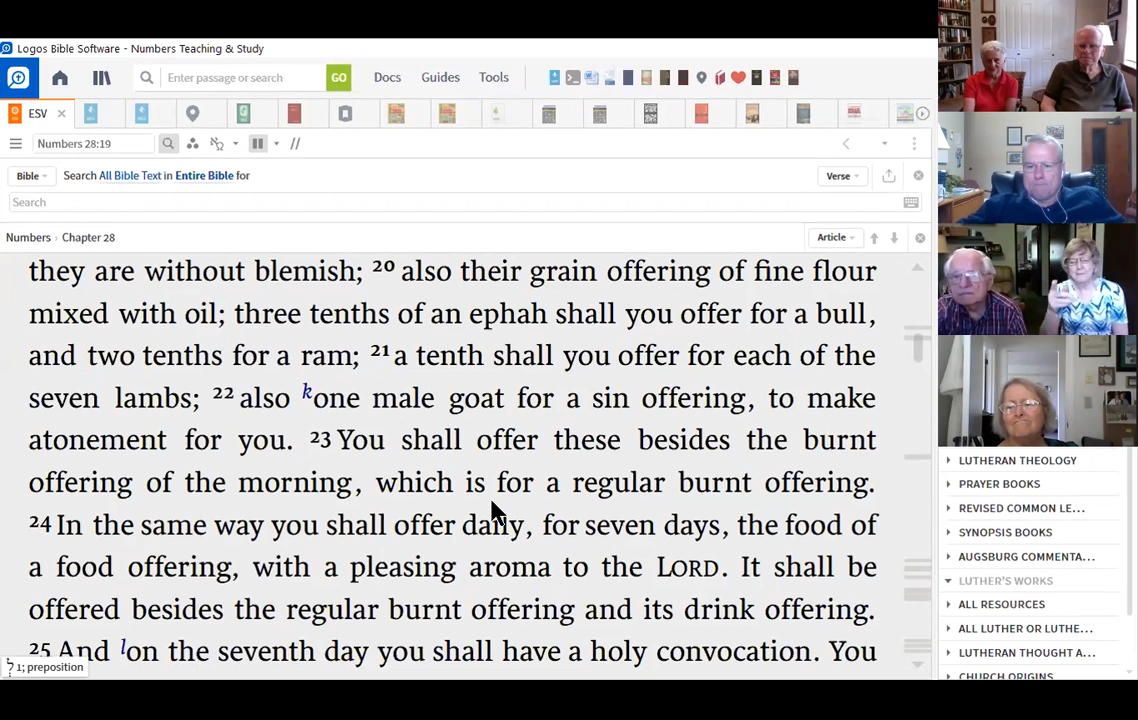 Logos Bible Software - Numbers Teaching & Study
Enter passage or search
GO
Docs
Guides
Tools
ESV
Numbers 28:19
Bible
Search All Bible Text in Entire Bible for
Verse
Search
Numbers › Chapter 28
Article
they are without blemish; 20 also their grain offering of fine flour
mixed with oil; three tenths of an ephah shall you offer for a bull,
and two tenths for a ram; 21 a tenth shall you offer for each of the
seven lambs; 22 also k one male goat for a sin offering, to make
atonement for you. 23 You shall offer these besides the burnt
offering of the morning, which is for a regular burnt offering.
24 In the same way you shall offer daily, for seven days, the food of
a food offering, with a pleasing aroma to the LORD. It shall be
offered besides the regular burnt offering and its drink offering.
25 And l on the seventh day you shall have a holy convocation. You
ל 1; preposition
LUTHERAN THEOLOGY
PRAYER BOOKS
REVISED COMMON LE...
SYNOPSIS BOOKS
AUGSBURG COMMENTA...
LUTHER'S WORKS
ALL RESOURCES
ALL LUTHER OR LUTHE...
LUTHERAN THOUGHT A...
CHURCH ORIGINS